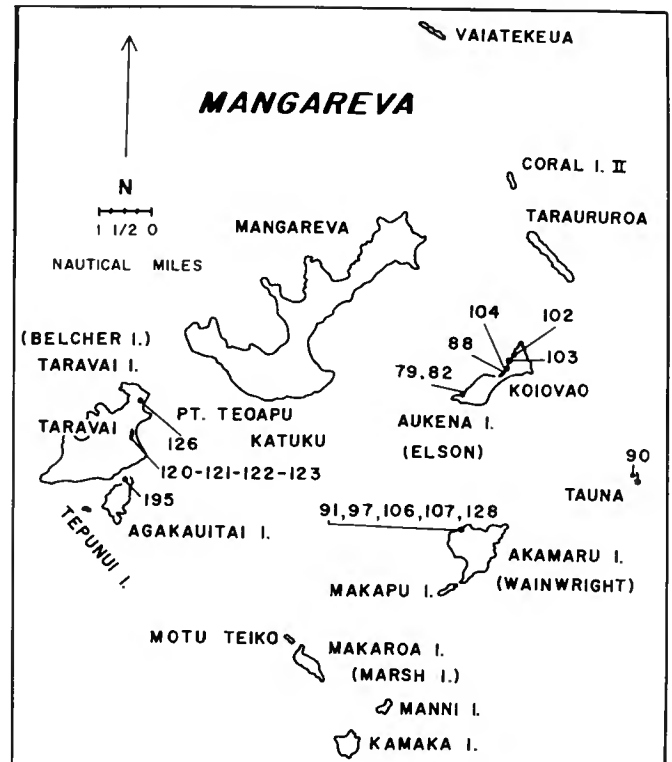 VAIATEKEUA
MANGAREVA
N
1 1/2 0
NAUTICAL MILES
CORAL I. II
TARAURUROA
MANGAREVA
(BELCHER I.)
TARAVAI I.
104
102
88
103
79,82
KOIOVAO
AUKENA I.
(ELSON)
PT. TEOAPU
KATUKU
TARAVAI
126
120-121-122-123
195
AGAKAUITAI I.
TEPUNUI I.
90
TAUNA
91,97,106,107,128
AKAMARU I.
(WAINWRIGHT)
MAKAPU I.
MOTU TEIKO
MAKAROA I.
(MARSH I.)
MANNI I.
KAMAKA I.